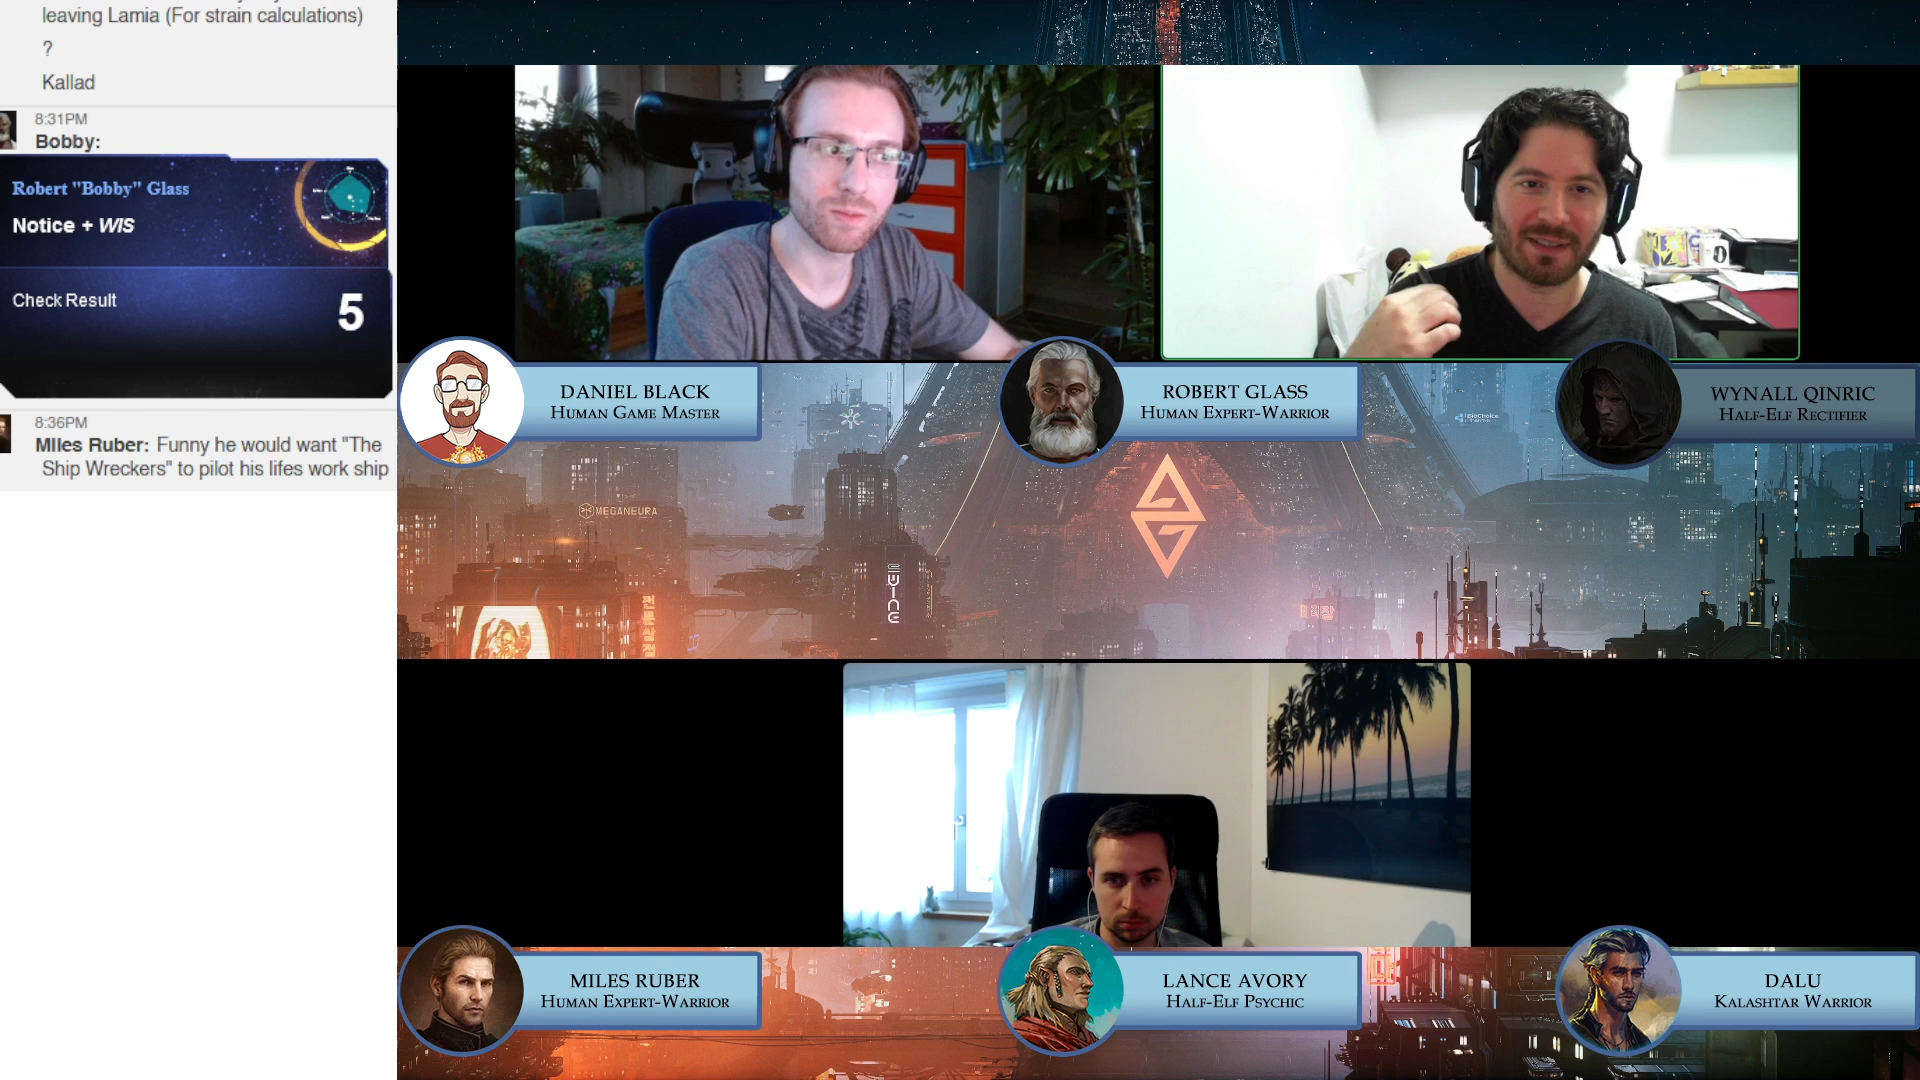 leaving Lamia (For strain calculations)
?
Kallad
8:31PM
Bobby:
Robert "Bobby" Glass
Notice + WIS
Check Result
5
8:36PM
Miles Ruber: Funny he would want "The
Ship Wreckers" to pilot his lifes work ship
DANIEL BLACK
HUMAN GAME MASTER
ROBERT GLASS
HUMAN EXPERT-WARRIOR
WYNALL QINRIC
HALF-ELF RECTIFIER
BioChoice
MEGANEURA
MILES RUBER
HUMAN EXPERT-WARRIOR
LANCE AVORY
HALF-ELF PSYCHIC
DALU
KALASHTAR WARRIOR